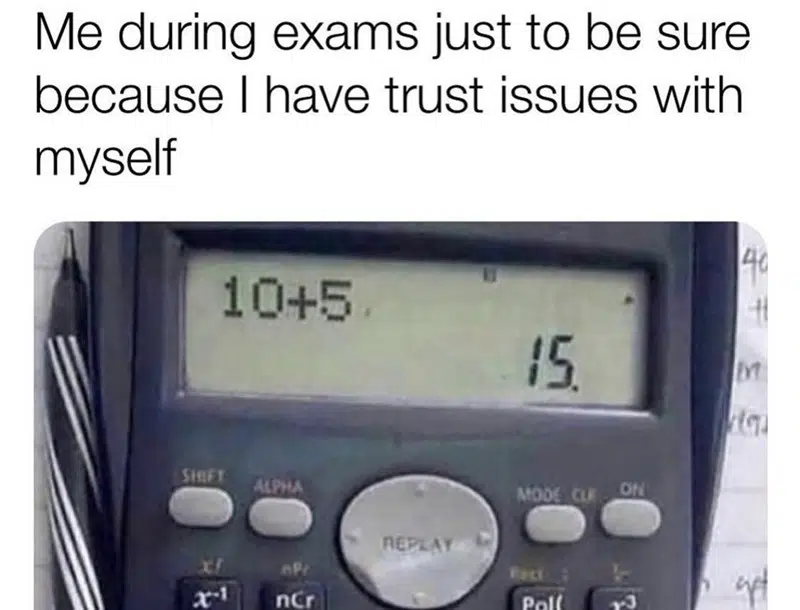 Me during exams just to be sure
because I have trust issues with
myself
10+5
15.
SHIFT ALPHA MODE CLR ON
REPLAY
nPr
x-1 nCr x3